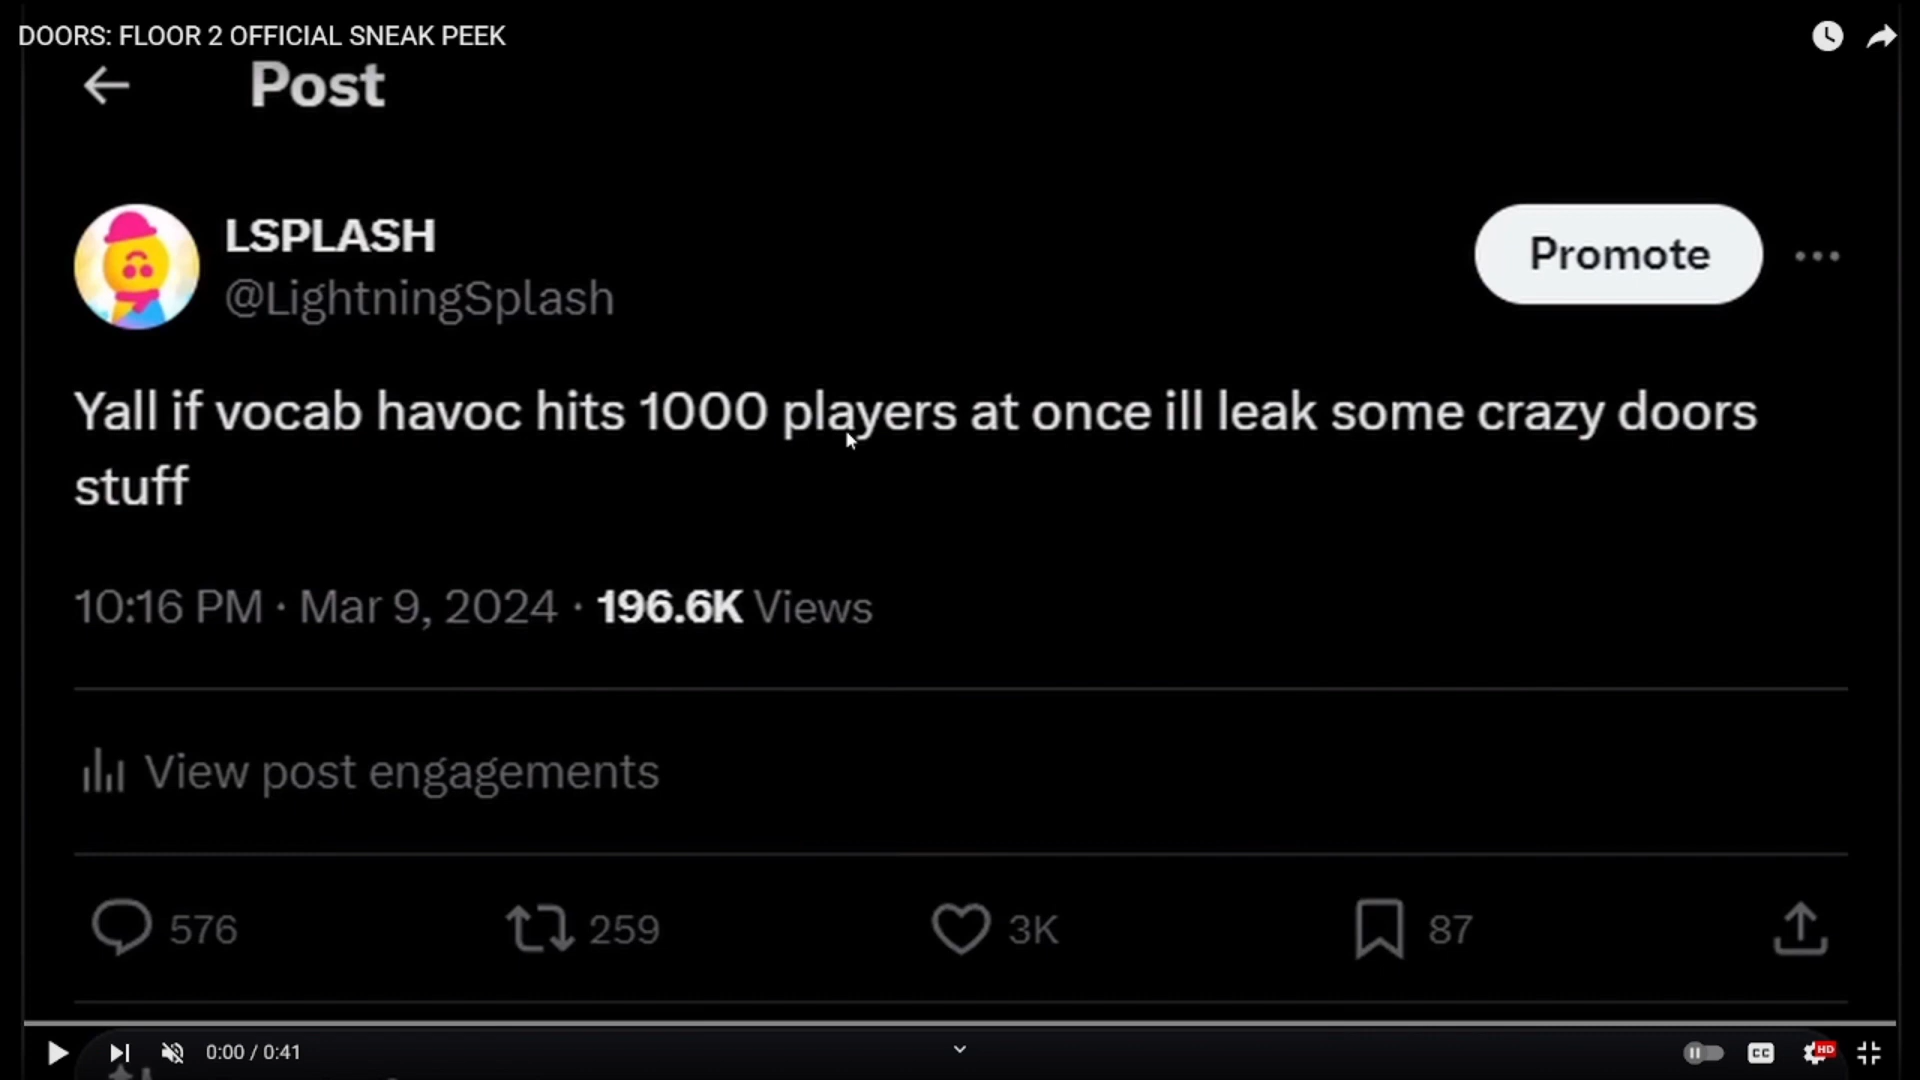 DOORS: FLOOR 2 OFFICIAL SNEAK PEEK
Post
LSPLASH
@LightningSplash
Promote
Yall if vocab havoc hits 1000 players at once ill leak some crazy doors
stuff
10:16 PM · Mar 9, 2024 · 196.6K Views
View post engagements
576 259 3K 87
0:00 / 0:41
CC HD